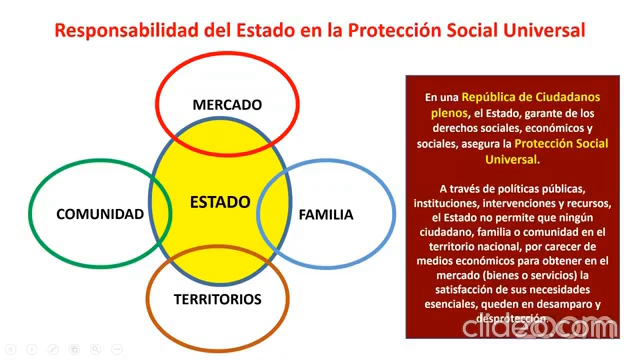 Responsabilidad del Estado en la Protección Social Universal
MERCADO
COMUNIDAD
ESTADO
FAMILIA
TERRITORIOS
En una República de Ciudadanos
plenos, el Estado, garante de los
derechos sociales, económicos y
sociales, asegura la Protección Social
Universal.
A través de políticas públicas,
instituciones, intervenciones y recursos,
el Estado no permite que ningún
ciudadano, familia o comunidad en el
territorio nacional, por carecer de
medios económicos para obtener en el
mercado (bienes o servicios) la
satisfacción de sus necesidades
esenciales, queden en desamparo y
desprotección.
clideo.com